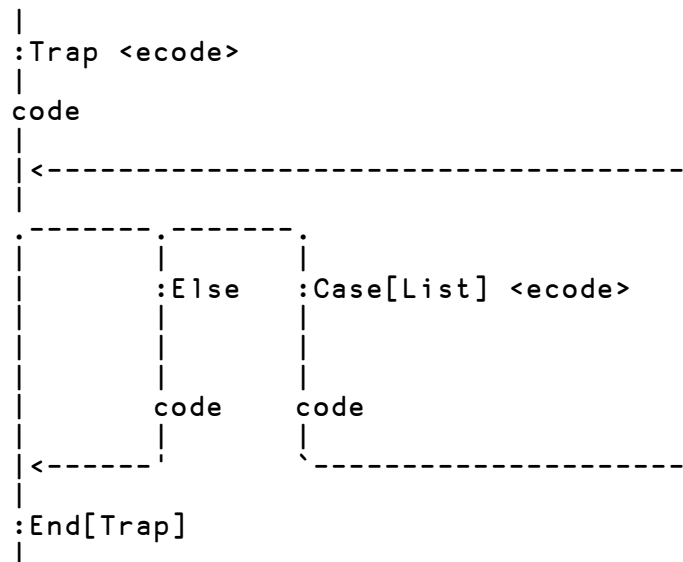 |
:Trap <ecode>
|
code
|
|<------------------------------------
|
.-------.-------.
|       |       |
|       :Else   :Case[List] <ecode>
|       |       |
|       |       |
|       |       |
|       code    code
|       |       |
|<------'       `---------------------
|
:End[Trap]
|